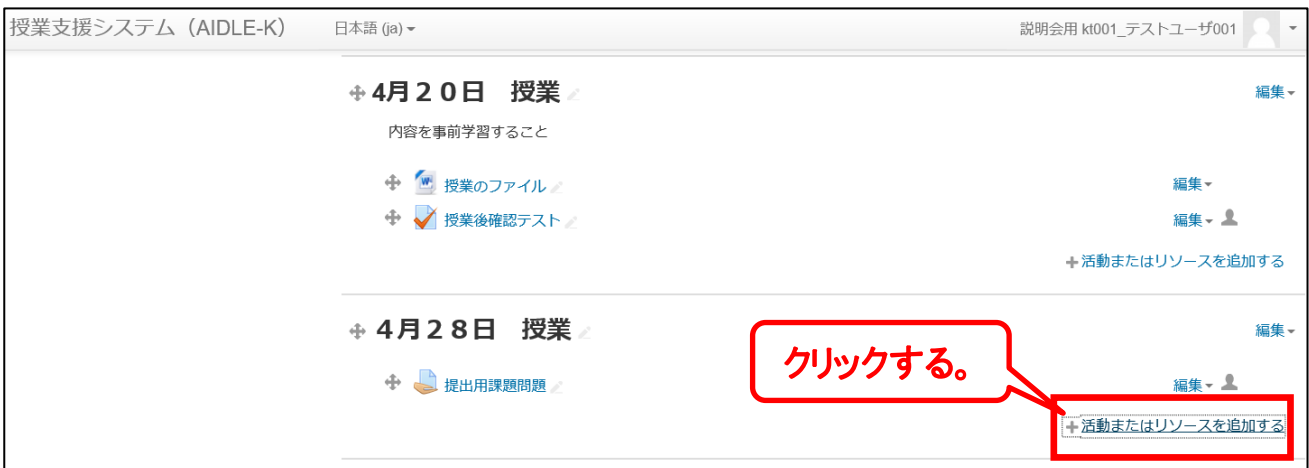 授業支援システム（AIDLE-K） 日本語 (ja) 説明会用 kt001_テストユーザ001
4月２０日　授業 編集
内容を事前学習すること
授業のファイル 編集
授業後確認テスト 編集
+活動またはリソースを追加する
４月２８日　授業 編集
クリックする。
提出用課題問題 編集
+活動またはリソースを追加する